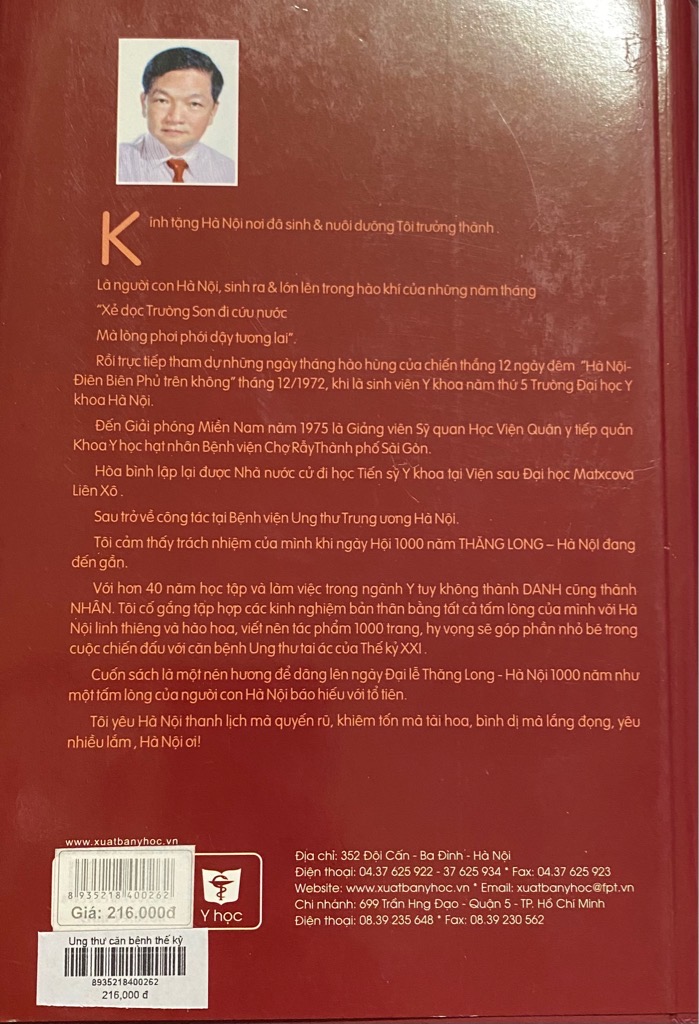 Kính tặng Hà Nội nơi đã sinh & nuôi dưỡng Tôi trưởng thành .
Là người con Hà Nội, sinh ra & lớn lên trong hào khí của những năm tháng
"Xẻ dọc Trường Sơn đi cứu nước
Mà lòng phơi phới dậy tương lai".
Rồi trực tiếp tham dự những ngày tháng hào hùng của chiến thắng 12 ngày đêm "Hà Nội-
Điên Biên Phủ trên không" tháng 12/1972, khi là sinh viên Y khoa năm thứ 5 Trường Đại học Y
khoa Hà Nội.
Đến Giải phóng Miền Nam năm 1975 là Giảng viên Sỹ quan Học Viện Quân y tiếp quản
Khoa Y học hạt nhân Bệnh viện Chợ RẫyThành phố Sài Gòn.
Hòa bình lập lại được Nhà nước cử đi học Tiến sỹ Y khoa tại Viện sau Đại học Matxcova
Liên Xô .
Sau trở về công tác tại Bệnh viện Ung thư Trung ương Hà Nội.
Tôi cảm thấy trách nhiệm của mình khi ngày Hội 1000 năm THĂNG LONG – Hà Nội đang
đến gần.
Với hơn 40 năm học tập và làm việc trong ngành Y tuy không thành DANH cũng thành
NHÂN. Tôi cố gắng tập hợp các kinh nghiệm bản thân bằng tất cả tấm lòng của mình với Hà
Nội linh thiêng và hào hoa, viết nên tác phẩm 1000 trang, hy vọng sẽ góp phần nhỏ bé trong
cuộc chiến đấu với căn bệnh Ung thư tai ác của Thế kỷ XXI .
Cuốn sách là một nén hương để dâng lên ngày Đại lễ Thăng Long - Hà Nội 1000 năm như
một tấm lòng của người con Hà Nội báo hiếu với tổ tiên.
Tôi yêu Hà Nội thanh lịch mà quyến rũ, khiêm tốn mà tài hoa, bình dị mà lắng đọng, yêu
nhiều lắm , Hà Nội ơi!
www.xuatbanyhoc.vn
8 935218 400262
Giá: 216.000đ
Y học
Ung thư căn bệnh thế kỷ
8935218400262
216,000 đ
Địa chỉ: 352 Đội Cấn - Ba Đình - Hà Nội
Điện thoại: 04.37 625 922 - 37 625 934 * Fax: 04.37 625 923
Website: www.xuatbanyhoc.vn * Email: xuatbanyhoc@fpt.vn
Chi nhánh: 699 Trần Hng Đạo - Quận 5 - TP. Hồ Chí Minh
Điện thoại: 08.39 235 648 * Fax: 08.39 230 562